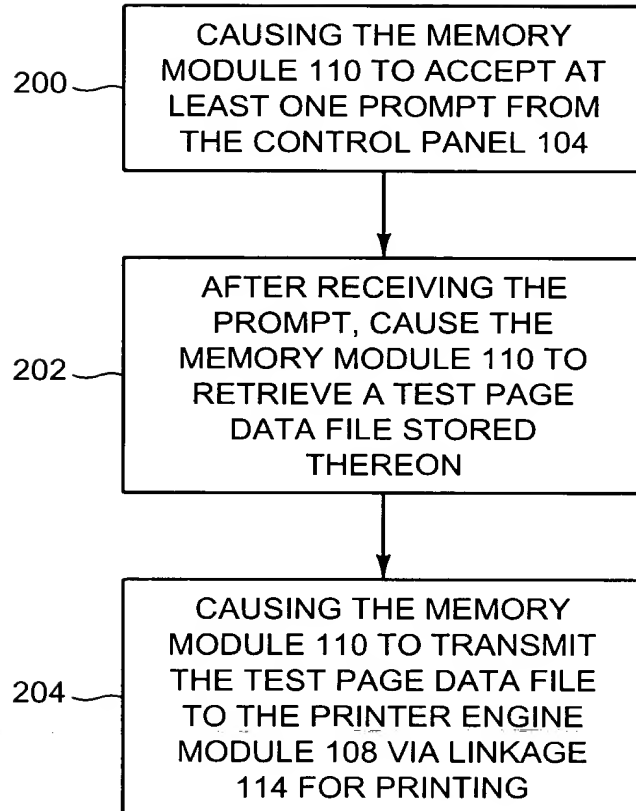 200
CAUSING THE MEMORY
MODULE 110 TO ACCEPT AT
LEAST ONE PROMPT FROM
THE CONTROL PANEL 104
202
AFTER RECEIVING THE
PROMPT, CAUSE THE
MEMORY MODULE 110 TO
RETRIEVE A TEST PAGE
DATA FILE STORED
THEREON
204
CAUSING THE MEMORY
MODULE 110 TO TRANSMIT
THE TEST PAGE DATA FILE
TO THE PRINTER ENGINE
MODULE 108 VIA LINKAGE
114 FOR PRINTING